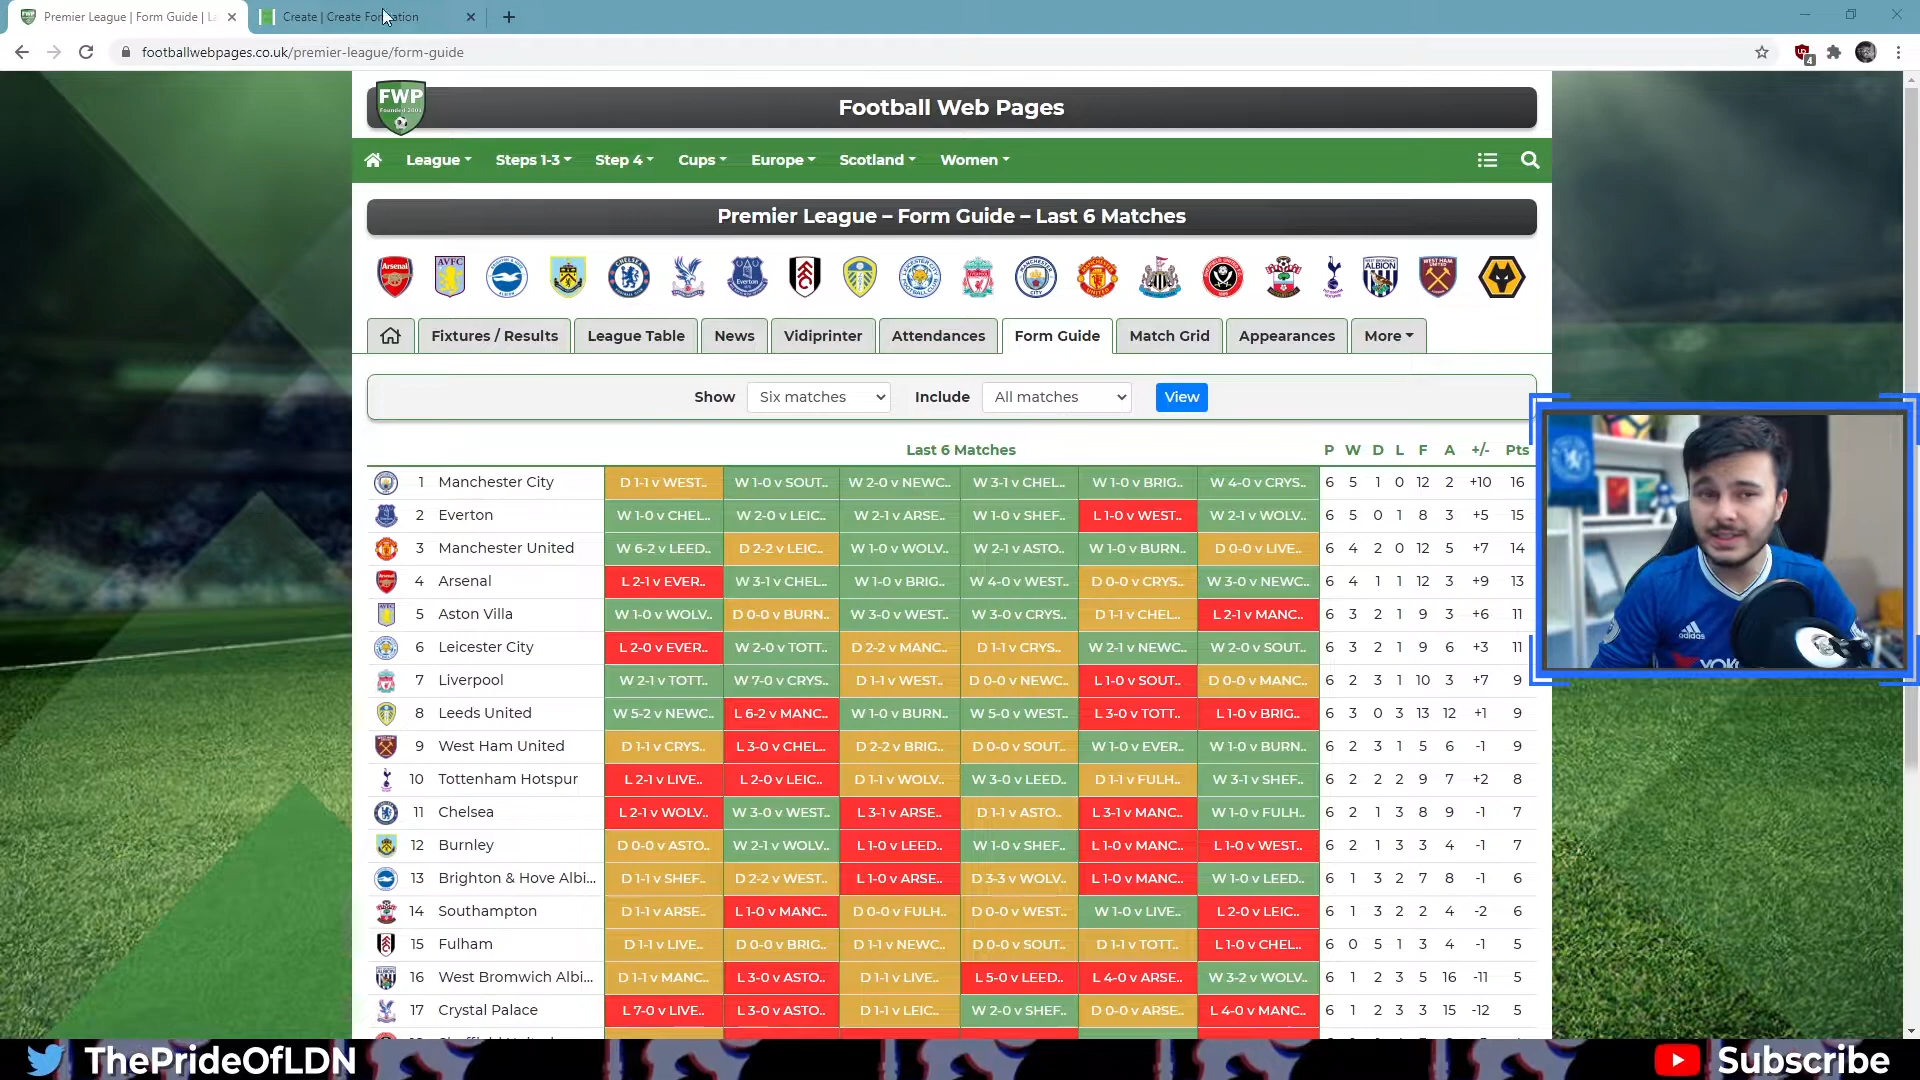 Premier League | Form Guide | La
Create | Create Formation
footballwebpages.co.uk/premier-league/form-guide
4
FWP
Founded 2001
Football Web Pages
League Steps 1-3 Step 4 Cups Europe Scotland Women
Premier League – Form Guide – Last 6 Matches
Fixtures / Results League Table News Vidiprinter Attendances Form Guide Match Grid Appearances More
Show Six matches Include All matches View
Last 6 Matches P W D L F A +/- Pts
1 Manchester City D 1-1 v WEST.. W 1-0 v SOUT.. W 2-0 v NEWC.. W 3-1 v CHEL.. W 1-0 v BRIG.. W 4-0 v CRYS.. 6 5 1 0 12 2 +10 16
2 Everton W 1-0 v CHEL.. W 2-0 v LEIC.. W 2-1 v ARSE.. W 1-0 v SHEF.. L 1-0 v WEST.. W 2-1 v WOLV.. 6 5 0 1 8 3 +5 15
3 Manchester United W 6-2 v LEED.. D 2-2 v LEIC.. W 1-0 v WOLV.. W 2-1 v ASTO.. W 1-0 v BURN.. D 0-0 v LIVE.. 6 4 2 0 12 5 +7 14
4 Arsenal L 2-1 v EVER.. W 3-1 v CHEL.. W 1-0 v BRIG.. W 4-0 v WEST.. D 0-0 v CRYS.. W 3-0 v NEWC.. 6 4 1 1 12 3 +9 13
5 Aston Villa W 1-0 v WOLV.. D 0-0 v BURN.. W 3-0 v WEST.. W 3-0 v CRYS.. D 1-1 v CHEL.. L 2-1 v MANC.. 6 3 2 1 9 3 +6 11
6 Leicester City L 2-0 v EVER.. W 2-0 v TOTT.. D 2-2 v MANC.. D 1-1 v CRYS.. W 2-1 v NEWC.. W 2-0 v SOUT.. 6 3 2 1 9 6 +3 11
7 Liverpool W 2-1 v TOTT.. W 7-0 v CRYS.. D 1-1 v WEST.. D 0-0 v NEWC.. L 1-0 v SOUT.. D 0-0 v MANC.. 6 2 3 1 10 3 +7 9
8 Leeds United W 5-2 v NEWC.. L 6-2 v MANC.. W 1-0 v BURN.. W 5-0 v WEST.. L 3-0 v TOTT.. L 1-0 v BRIG.. 6 3 0 3 13 12 +1 9
9 West Ham United D 1-1 v CRYS.. L 3-0 v CHEL.. D 2-2 v BRIG.. D 0-0 v SOUT.. W 1-0 v EVER.. W 1-0 v BURN.. 6 2 3 1 5 6 -1 9
10 Tottenham Hotspur L 2-1 v LIVE.. L 2-0 v LEIC.. D 1-1 v WOLV.. W 3-0 v LEED.. D 1-1 v FULH.. W 3-1 v SHEF.. 6 2 2 2 9 7 +2 8
11 Chelsea L 2-1 v WOLV.. W 3-0 v WEST.. L 3-1 v ARSE.. D 1-1 v ASTO.. L 3-1 v MANC.. W 1-0 v FULH.. 6 2 1 3 8 9 -1 7
12 Burnley D 0-0 v ASTO.. W 2-1 v WOLV.. L 1-0 v LEED.. W 1-0 v SHEF.. L 1-0 v MANC.. L 1-0 v WEST.. 6 2 1 3 3 4 -1 7
13 Brighton & Hove Albi... D 1-1 v SHEF.. D 2-2 v WEST.. L 1-0 v ARSE.. D 3-3 v WOLV.. L 1-0 v MANC.. W 1-0 v LEED.. 6 1 3 2 7 8 -1 6
14 Southampton D 1-1 v ARSE.. L 1-0 v MANC.. D 0-0 v FULH.. D 0-0 v WEST.. W 1-0 v LIVE.. L 2-0 v LEIC.. 6 1 3 2 2 4 -2 6
15 Fulham D 1-1 v LIVE.. D 0-0 v BRIG.. D 1-1 v NEWC.. D 0-0 v SOUT.. D 1-1 v TOTT.. L 1-0 v CHEL.. 6 0 5 1 3 4 -1 5
16 West Bromwich Albi... D 1-1 v MANC.. L 3-0 v ASTO.. D 1-1 v LIVE.. L 5-0 v LEED.. L 4-0 v ARSE.. W 3-2 v WOLV.. 6 1 2 3 5 16 -11 5
17 Crystal Palace L 7-0 v LIVE.. L 3-0 v ASTO.. D 1-1 v LEIC.. W 2-0 v SHEF.. D 0-0 v ARSE.. L 4-0 v MANC.. 6 1 2 3 3 15 -12 5
adidas
YOKO
ThePrideOfLDN
Subscribe